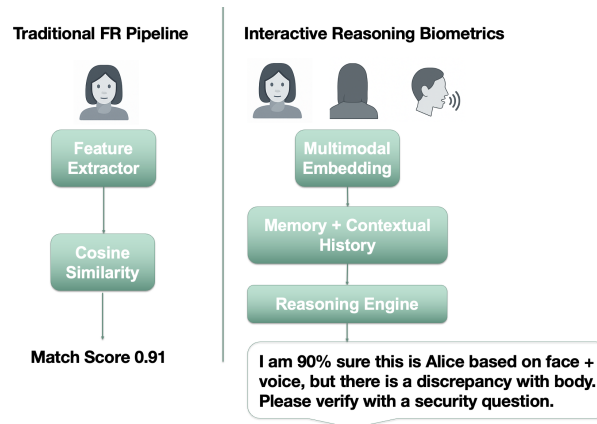 Traditional FR Pipeline
Feature
Extractor
Cosine
Similarity
Match Score 0.91
Interactive Reasoning Biometrics
Multimodal
Embedding
Memory + Contextual
History
Reasoning Engine
I am 90% sure this is Alice based on face +
voice, but there is a discrepancy with body.
Please verify with a security question.